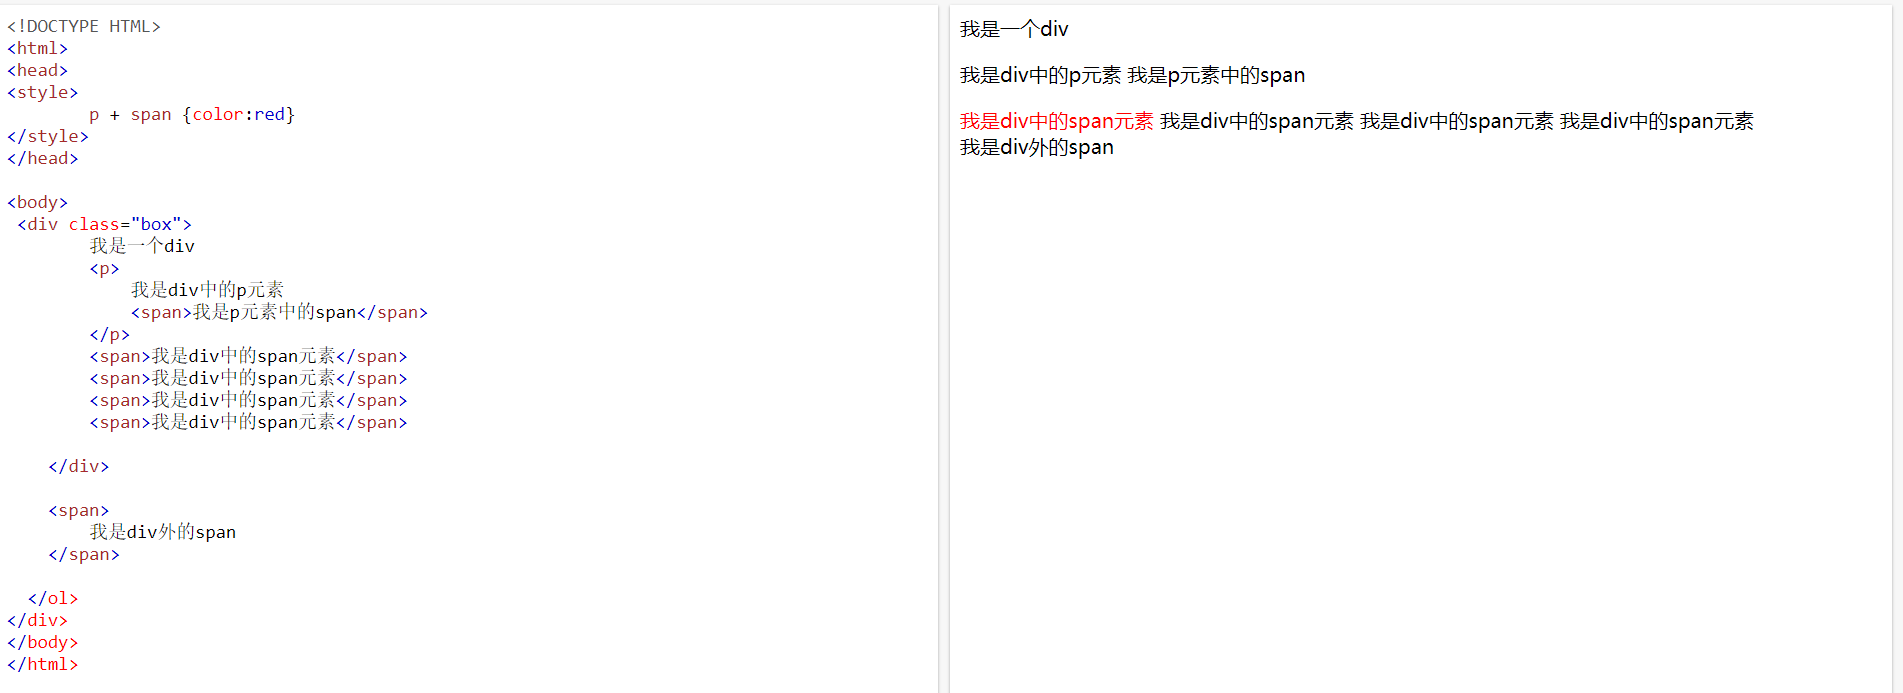 <!DOCTYPE HTML>
<html>
<head>
<style>
p + span {color:red}
</style>
</head>
<body>
<div class="box">
我是一个div
<p>
我是div中的p元素
<span>我是p元素中的span</span>
</p>
<span>我是div中的span元素</span>
<span>我是div中的span元素</span>
<span>我是div中的span元素</span>
<span>我是div中的span元素</span>
</div>
<span>
我是div外的span
</span>
</ol>
</div>
</body>
</html>
我是一个div
我是div中的p元素 我是p元素中的span
我是div中的span元素 我是div中的span元素 我是div中的span元素 我是div中的span元素
我是div外的span